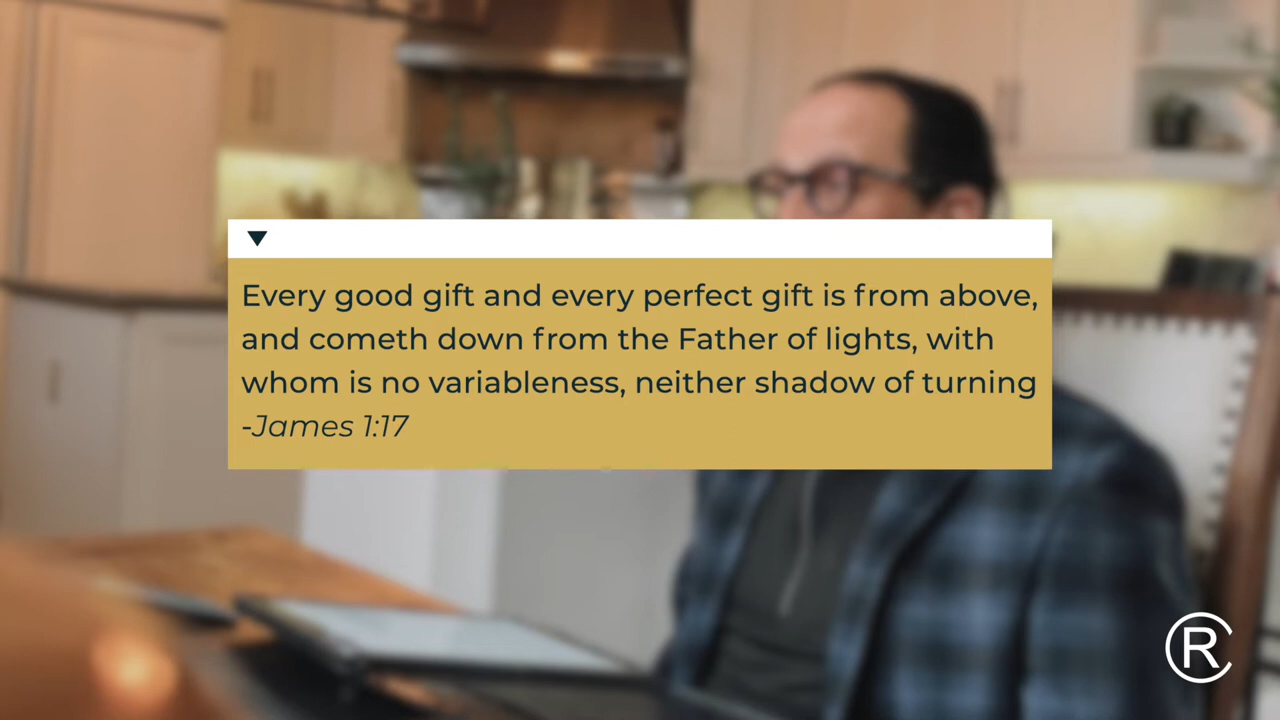 Every good gift and every perfect gift is from above,
and cometh down from the Father of lights, with
whom is no variableness, neither shadow of turning
-James 1:17
CR